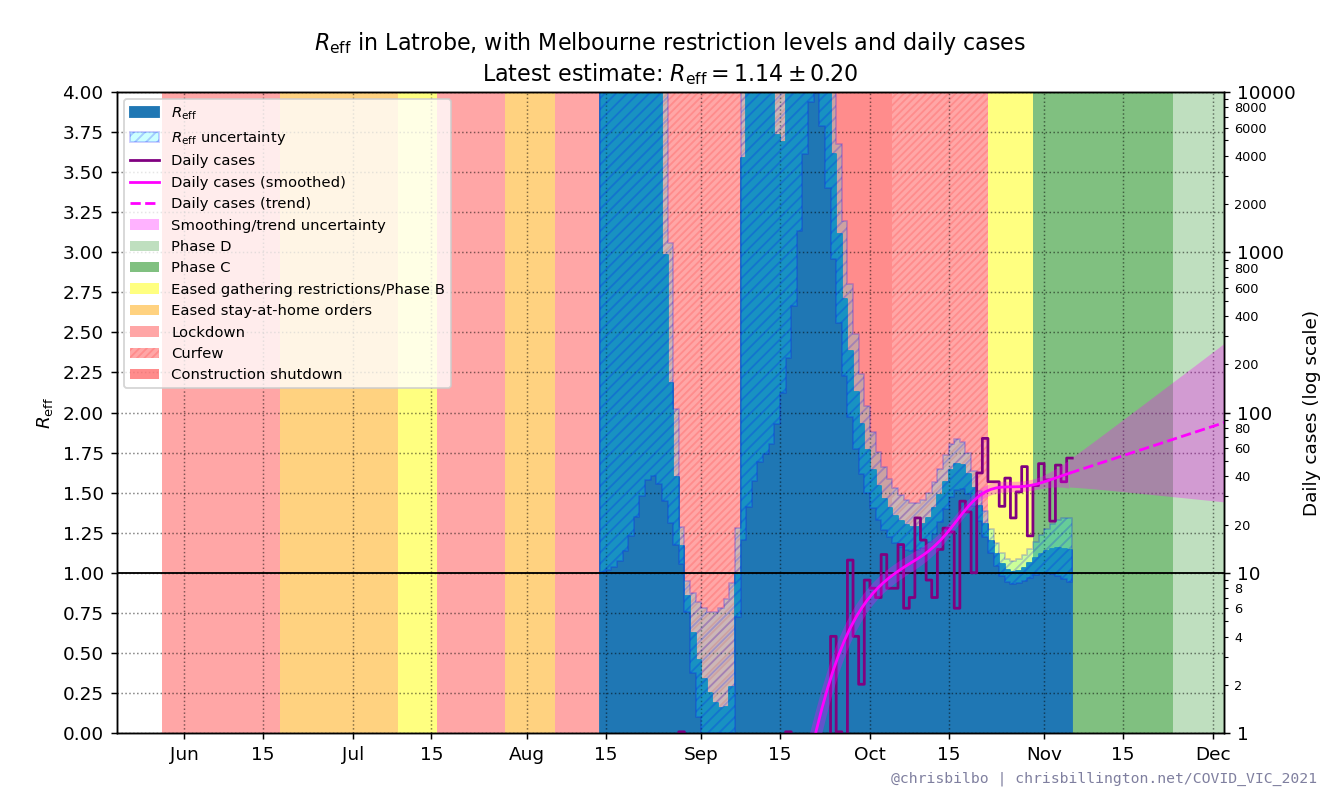 Reff in Latrobe, with Melbourne restriction levels and daily cases
Latest estimate: Reff = 1.14 ± 0.20
Reff
Reff uncertainty
Daily cases
Daily cases (smoothed)
Daily cases (trend)
Smoothing/trend uncertainty
Phase D
Phase C
Eased gathering restrictions/Phase B
Eased stay-at-home orders
Lockdown
Curfew
Construction shutdown
Reff
4.00
3.75
3.50
3.25
3.00
2.75
2.50
2.25
2.00
1.75
1.50
1.25
1.00
0.75
0.50
0.25
0.00
10000
8000
6000
4000
2000
1000
800
600
400
200
100
80
60
40
20
10
8
6
4
2
1
Daily cases (log scale)
Jun 15 Jul 15 Aug 15 Sep 15 Oct 15 Nov 15 Dec
@chrisbilbo | chrisbillington.net/COVID_VIC_2021